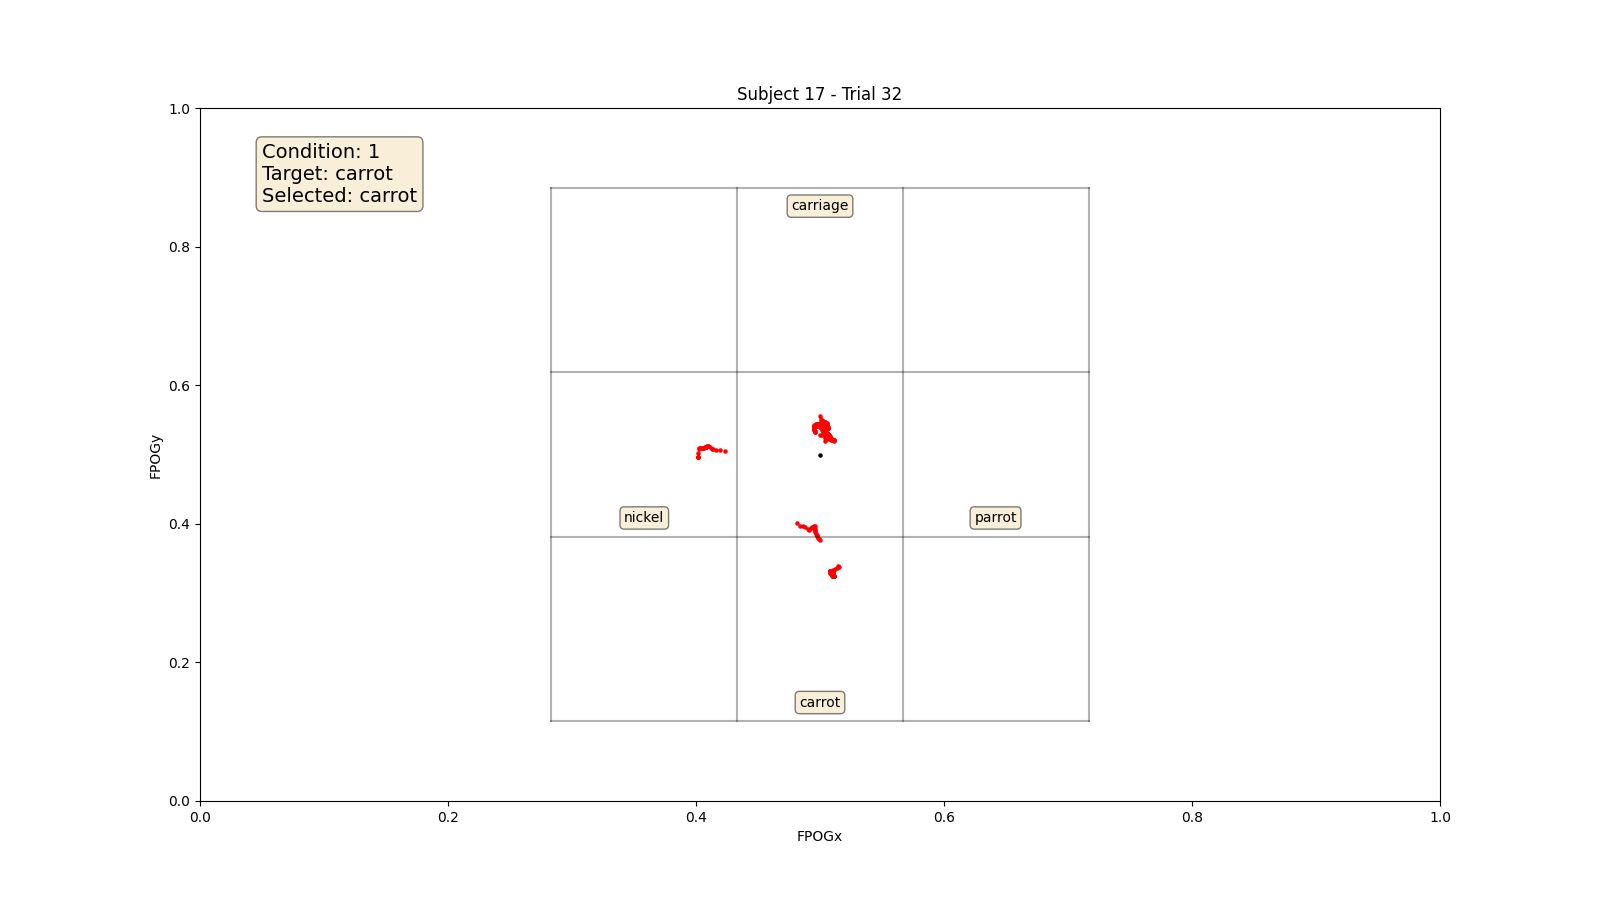 Subject 17 - Trial 32
1.0
Condition: 1
Target: carrot
Selected: carrot
carriage
0.8
0.6
FPOGy
nickel
parrot
0.4
0.2
carrot
0.0
0.0 0.2 0.4 0.6 0.8 1.0
FPOGx